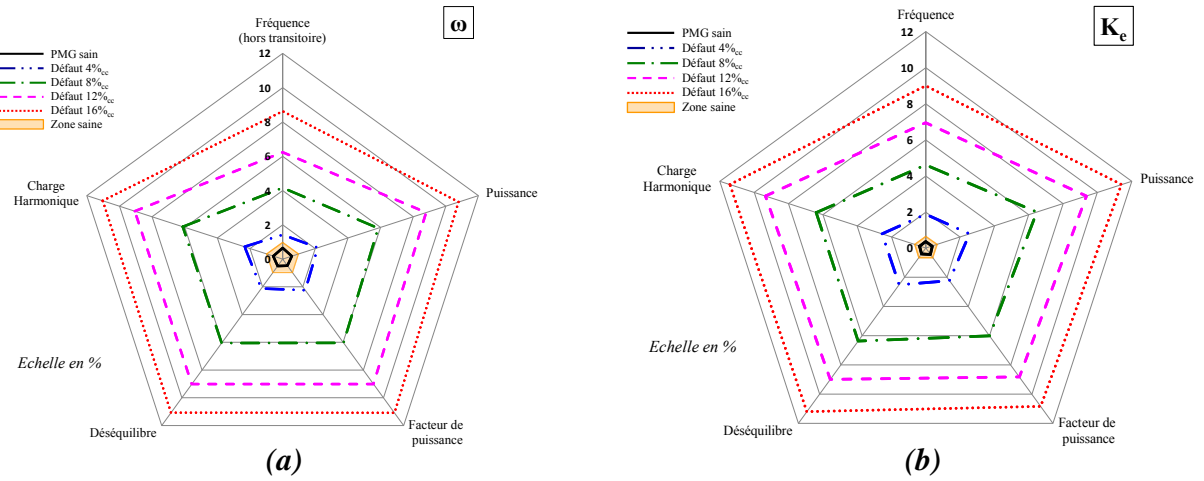 ω
Fréquence
(hors transitoire)
PMG sain
Défaut 4%cc
Défaut 8%cc
Défaut 12%cc
Défaut 16%cc
Zone saine
12
10
8
6
4
2
0
Puissance
Facteur de
puissance
Déséquilibre
Charge
Harmonique
Echelle en %
(a)
Ke
Fréquence
PMG sain
Défaut 4%cc
Défaut 8%cc
Défaut 12%cc
Défaut 16%cc
Zone saine
12
10
8
6
4
2
0
Puissance
Facteur de
puissance
Déséquilibre
Charge
Harmonique
Echelle en %
(b)